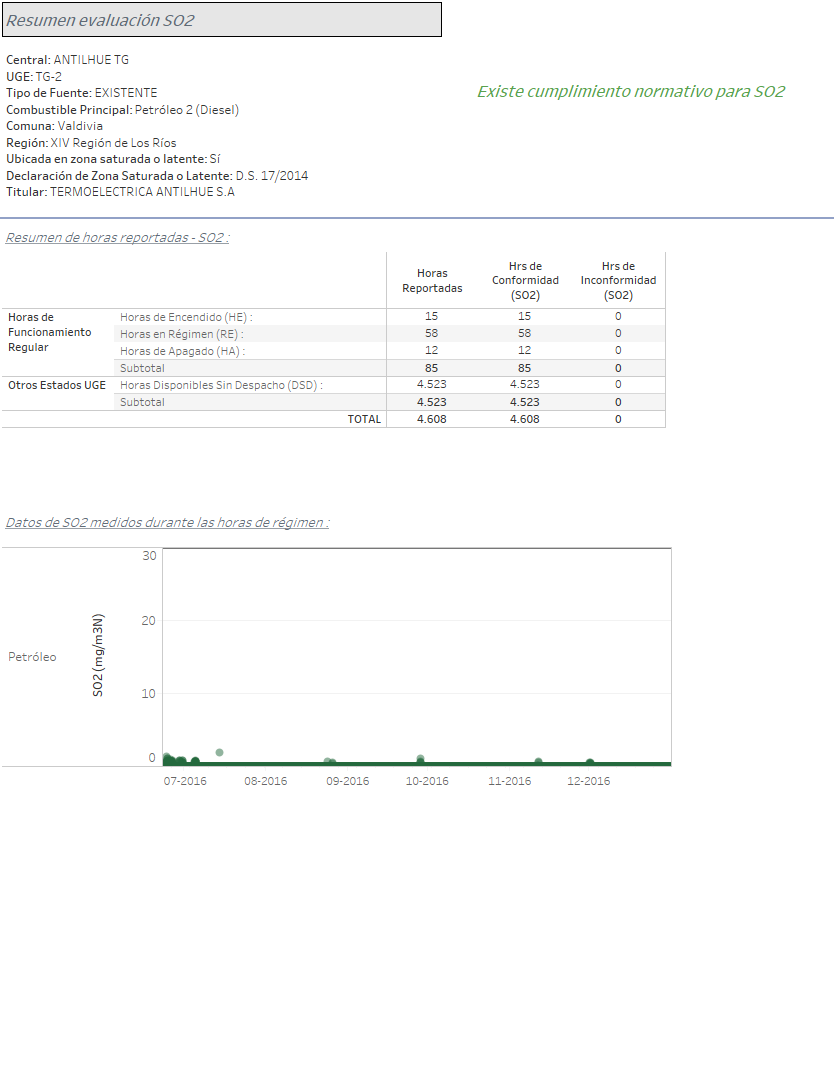 Resumen evaluación SO2
Central: ANTILHUE TG
UGE: TG-2
Tipo de Fuente: EXISTENTE
Combustible Principal: Petróleo 2 (Diesel)
Comuna: Valdivia
Región: XIV Región de Los Ríos
Ubicada en zona saturada o latente: Sí
Declaración de Zona Saturada o Latente: D.S. 17/2014
Titular: TERMOELECTRICA ANTILHUE S.A
Existe cumplimiento normativo para SO2
Resumen de horas reportadas - SO2 :
Horas Reportadas
Hrs de Conformidad (SO2)
Hrs de Inconformidad (SO2)
Horas de Funcionamiento Regular
Horas de Encendido (HE) : 15 15 0
Horas en Régimen (RE) : 58 58 0
Horas de Apagado (HA) : 12 12 0
Subtotal 85 85 0
Otros Estados UGE Horas Disponibles Sin Despacho (DSD) : 4.523 4.523 0
Subtotal 4.523 4.523 0
TOTAL 4.608 4.608 0
Datos de SO2 medidos durante las horas de régimen :
Petróleo
SO2 (mg/m3N)
30
20
10
0
07-2016 08-2016 09-2016 10-2016 11-2016 12-2016